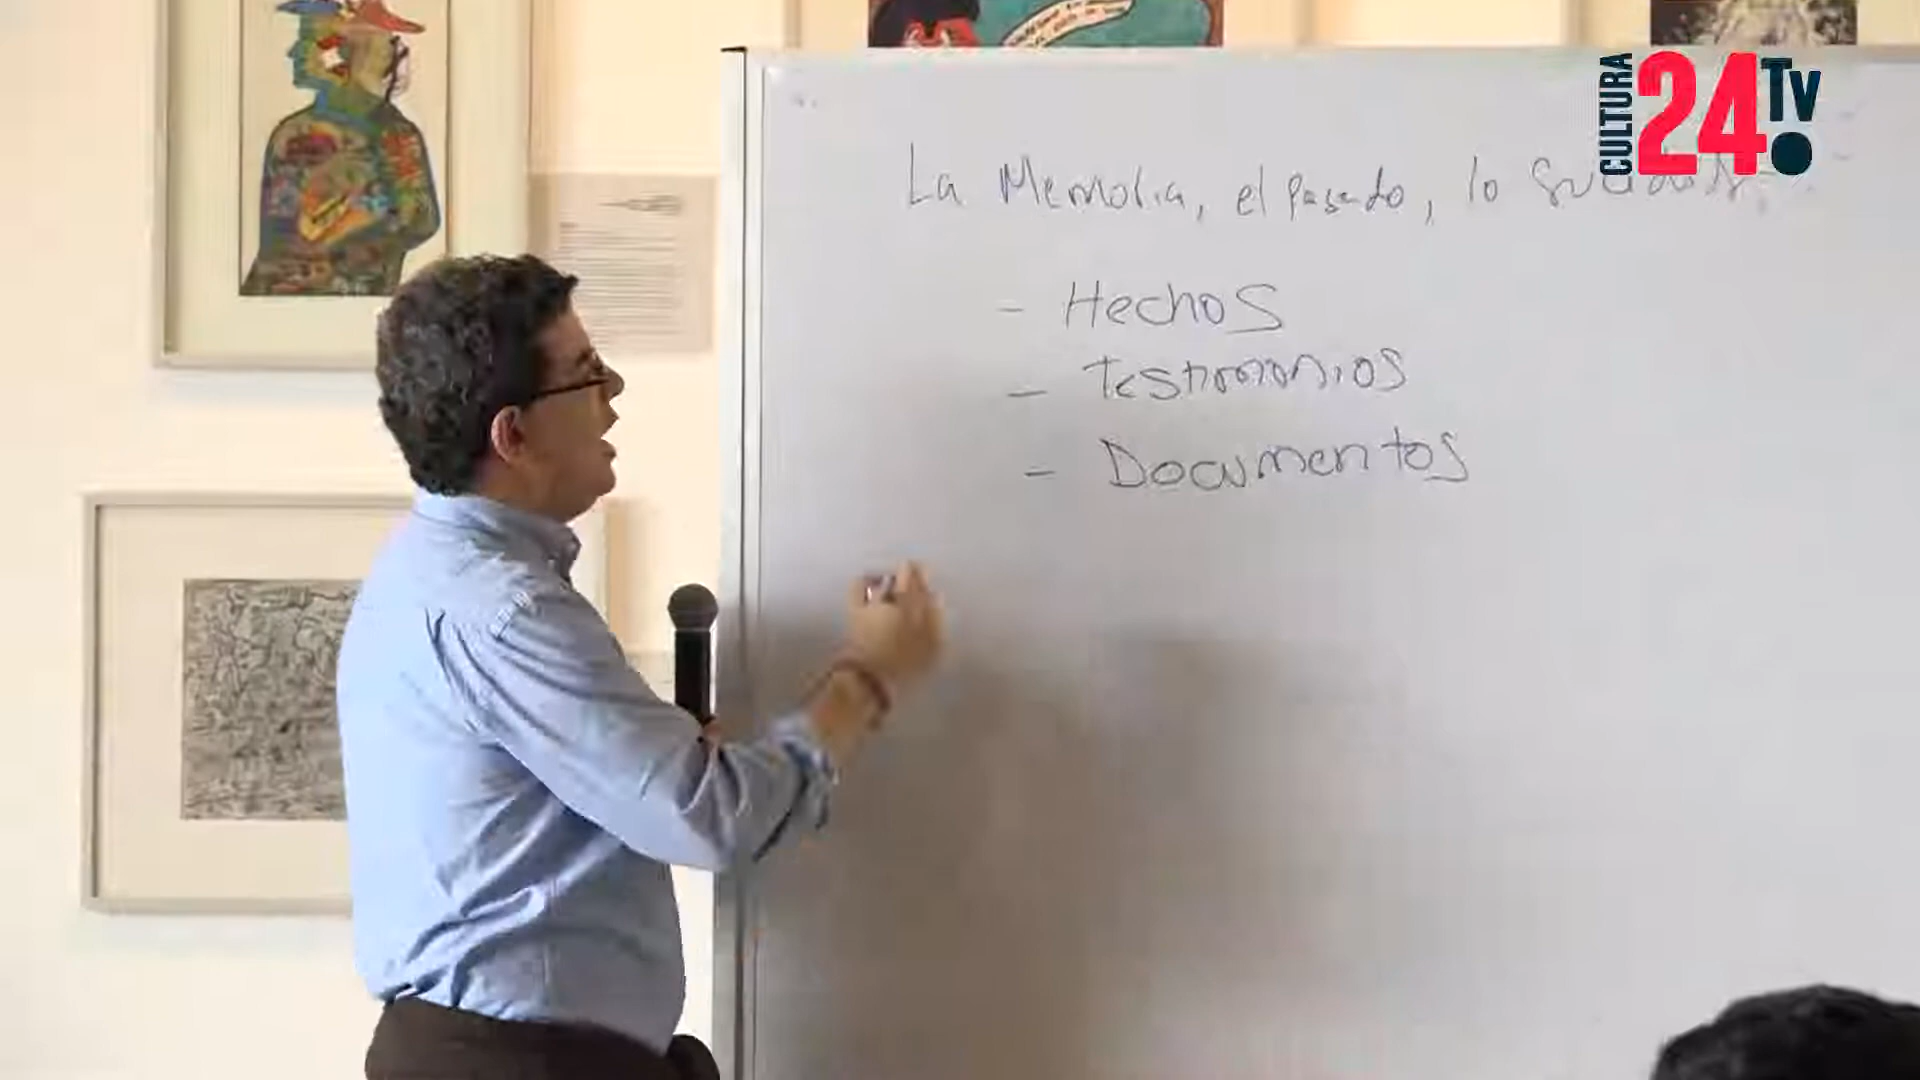 CULTURA 24 Tv
La Memoria, el pasado, lo
- Hechos
- Testimonios
- Documentos